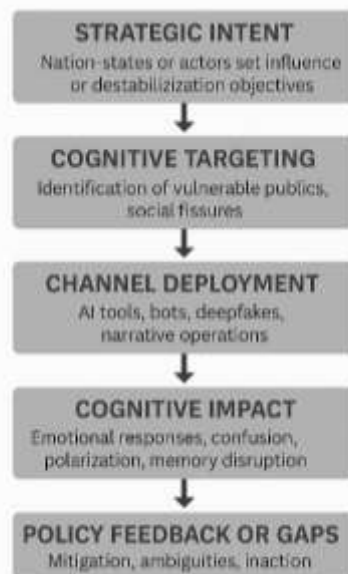 STRATEGIC INTENT
Nation-states or actors set influence
or destabilizization objectives
COGNITIVE TARGETING
Identification of vulnerable publics,
social fissures
CHANNEL DEPLOYMENT
AI tools, bots, deepfakes,
narrative operations
COGNITIVE IMPACT
Emotional responses, confusion,
polarization, memory disruption
POLICY FEEDBACK OR GAPS
Mitigation, ambiguities, inaction